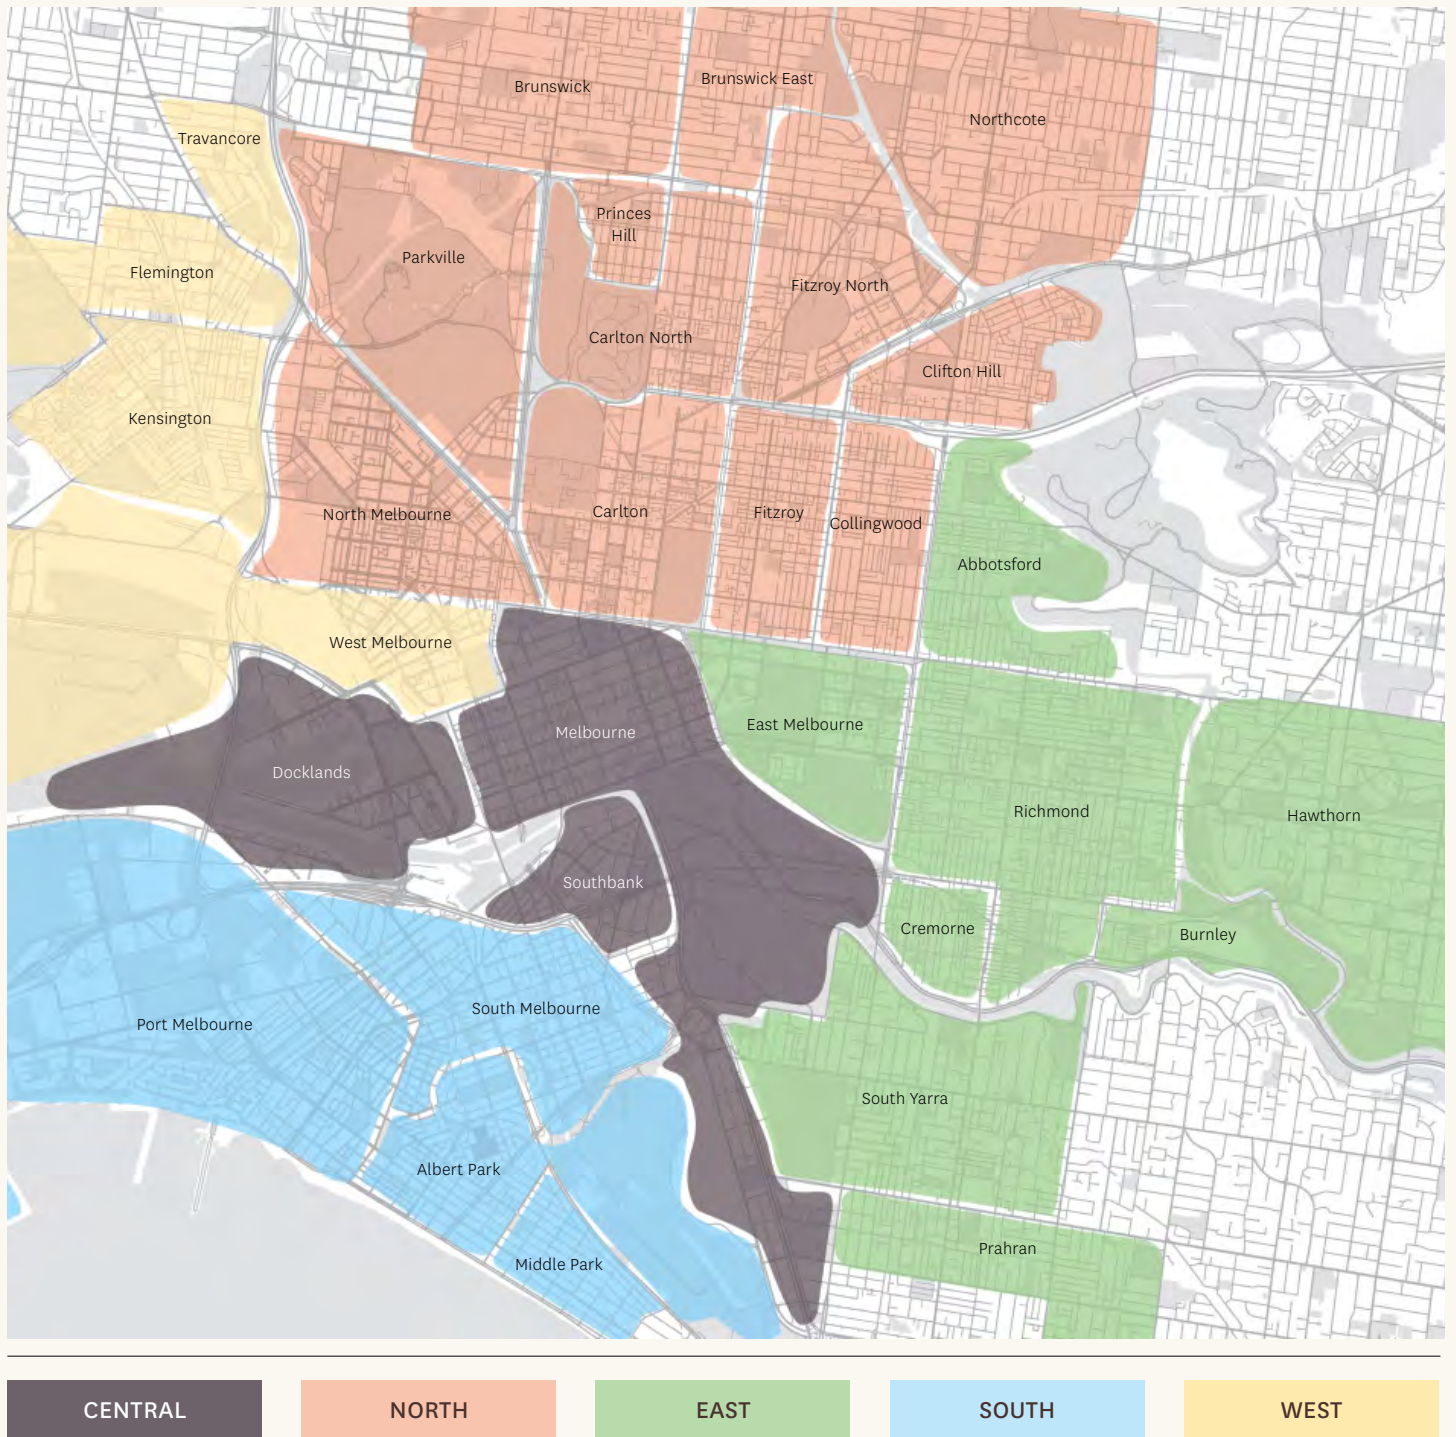 Brunswick
Brunswick East
Northcote
Travancore
Princes
Hill
Parkville
Flemington
Fitzroy North
Carlton North
Clifton Hill
Kensington
North Melbourne
Carlton
Fitzroy
Collingwood
Abbotsford
West Melbourne
East Melbourne
Melbourne
Docklands
Richmond
Hawthorn
Southbank
Cremorne
Burnley
South Melbourne
Port Melbourne
South Yarra
Albert Park
Prahran
Middle Park
CENTRAL
NORTH
EAST
SOUTH
WEST